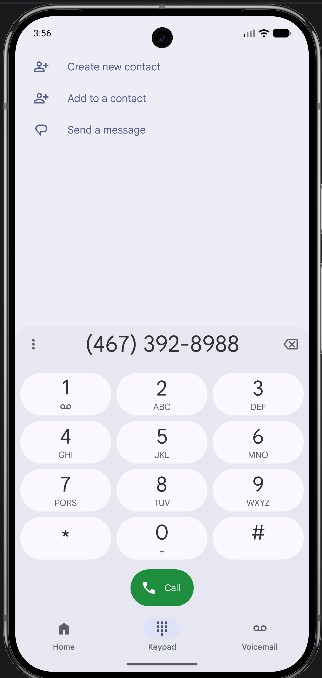 3:56
Create new contact
Add to a contact
Send a message
(467) 392-8988
1 2 3
ABC DEF
4 5 6
GHI JKL MNO
7 8 9
PQRS TUV WXYZ
* 0 #
Call
Home Keypad Voicemail